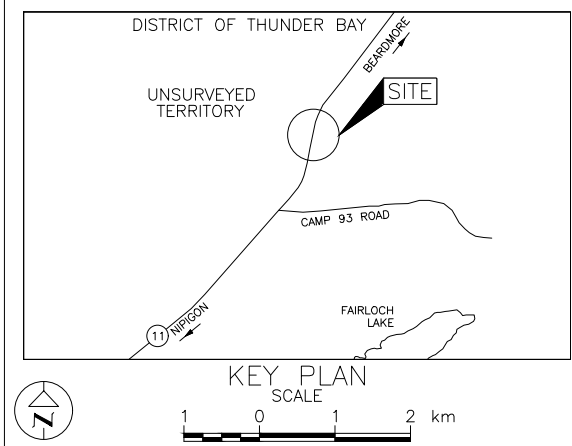 DISTRICT OF THUNDER BAY
BEARDMORE
UNSURVEYED
TERRITORY
SITE
CAMP 93 ROAD
FAIRLOCH
LAKE
11
NIPIGON
KEY PLAN
SCALE
1 0 1 2 km
N